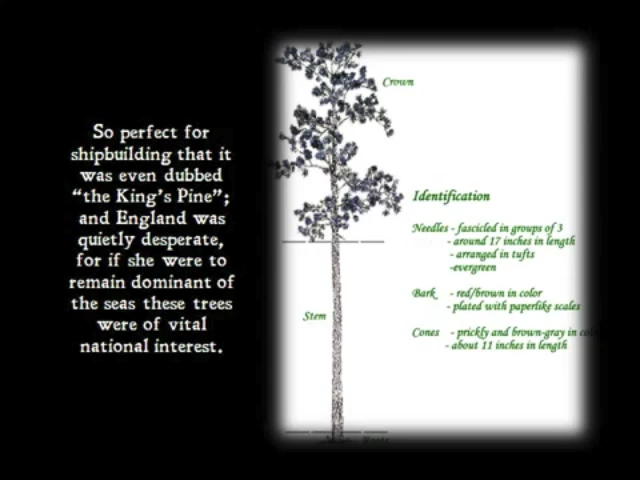 So perfect for
shipbuilding that it
was even dubbed
“the King's Pine”;
and England was
quietly desperate,
for if she were to
remain dominant of
the seas these trees
were of vital
national interest.
Crown
Identification
Needles - fascicled in groups of 3
- around 17 inches in length
- arranged in tufts
-evergreen
Bark - red/brown in color
- plated with paperlike scales
Stem
Cones - prickly and brown-gray in
- about 11 inches in length